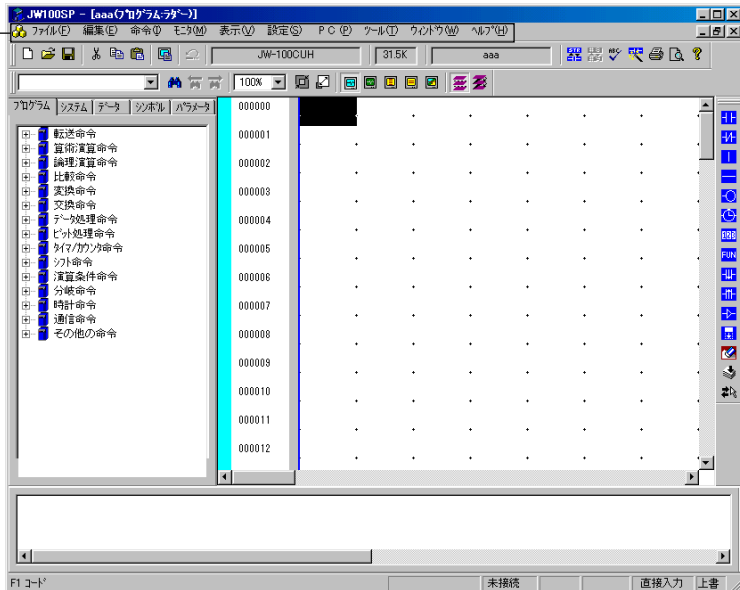 JW100SP - [aaa(ﾌﾟﾛｸﾞﾗﾑ-ﾗﾀﾞｰ)]
ﾌｧｲﾙ(F) 編集(E) 命令(I) ﾓﾆﾀ(M) 表示(V) 設定(S) P C (P) ﾂｰﾙ(T) ｳｨﾝﾄﾞｳ(W) ﾍﾙﾌﾟ(H)
JW-100CUH 31.5K aaa
100%
ﾌﾟﾛｸﾞﾗﾑ ｼｽﾃﾑ ﾃﾞｰﾀ ｼﾝﾎﾞﾙ ﾊﾟﾗﾒｰﾀ
転送命令
算術演算命令
論理演算命令
比較命令
変換命令
交換命令
ﾃﾞｰﾀ処理命令
ﾋﾞｯﾄ処理命令
ﾀｲﾏ/ｶｳﾝﾀ命令
ｼﾌﾄ命令
演算条件命令
分岐命令
時計命令
通信命令
その他の命令
000000
000001
000002
000003
000004
000005
000006
000007
000008
000009
000010
000011
000012
FUN
F1 ｺｰﾄﾞ 未接続 直接入力 上書